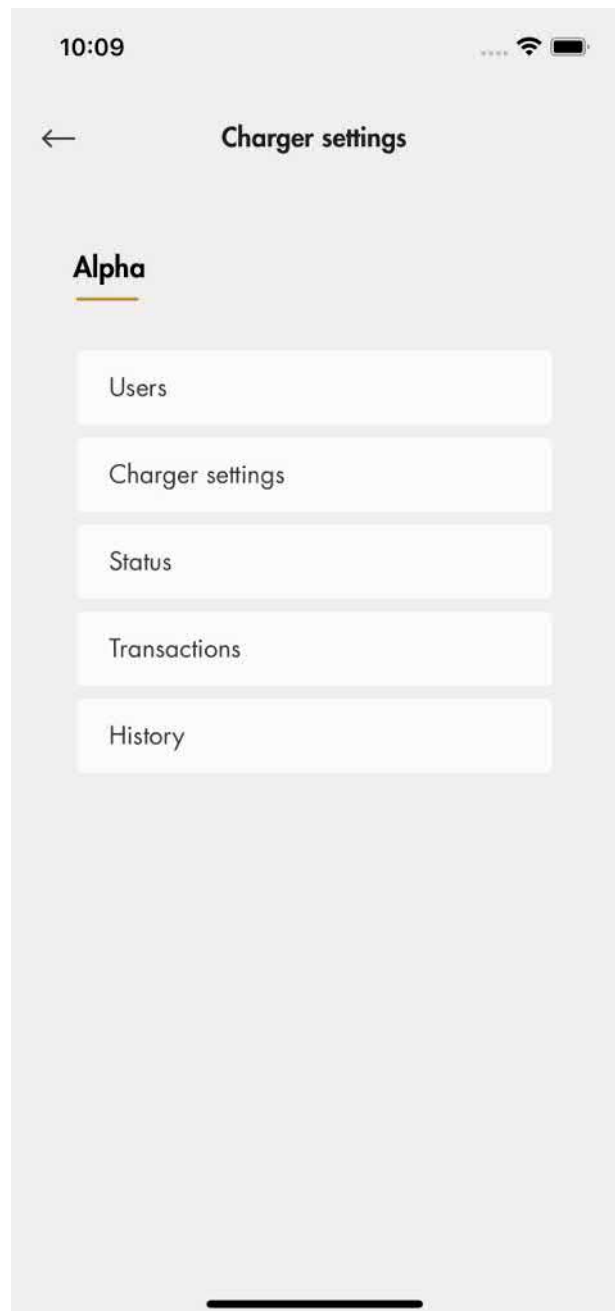 10:09
Charger settings
Alpha
Users
Charger settings
Status
Transactions
History